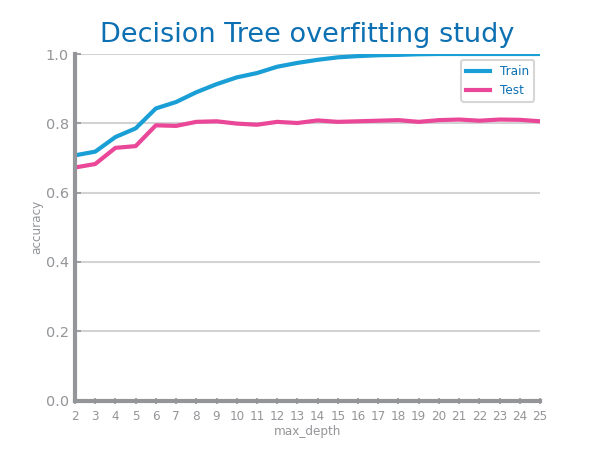 Decision Tree overfitting study
1.0
Train
Test
0.8
0.6
accuracy
0.4
0.2
0.0
2 3 4 5 6 7 8 9 10 11 12 13 14 15 16 17 18 19 20 21 22 23 24 25
max_depth